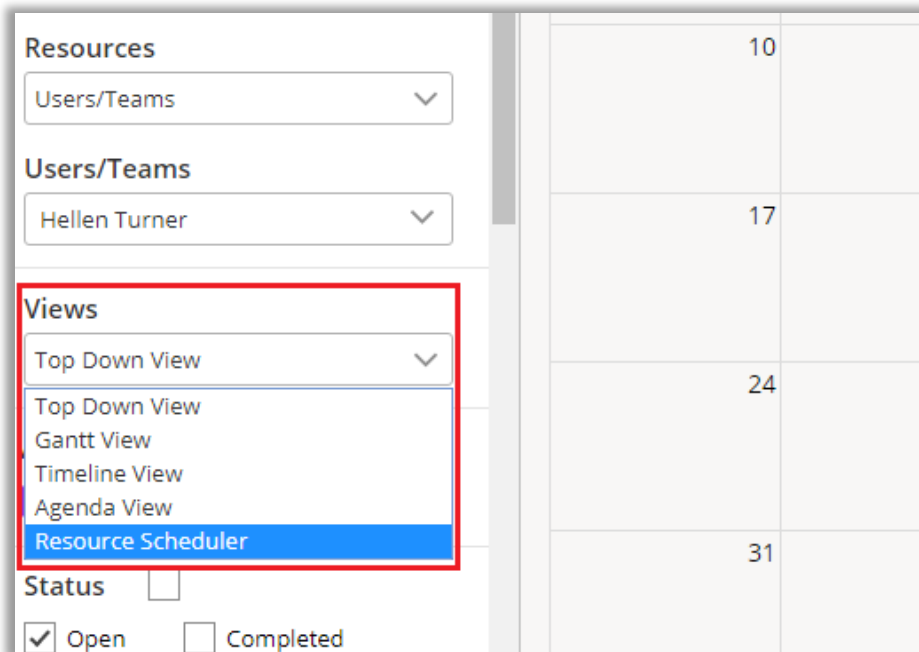 Resources
Users/Teams
Users/Teams
Hellen Turner
Views
Top Down View
Top Down View
Gantt View
Timeline View
Agenda View
Resource Scheduler
Status
Open Completed
10
17
24
31